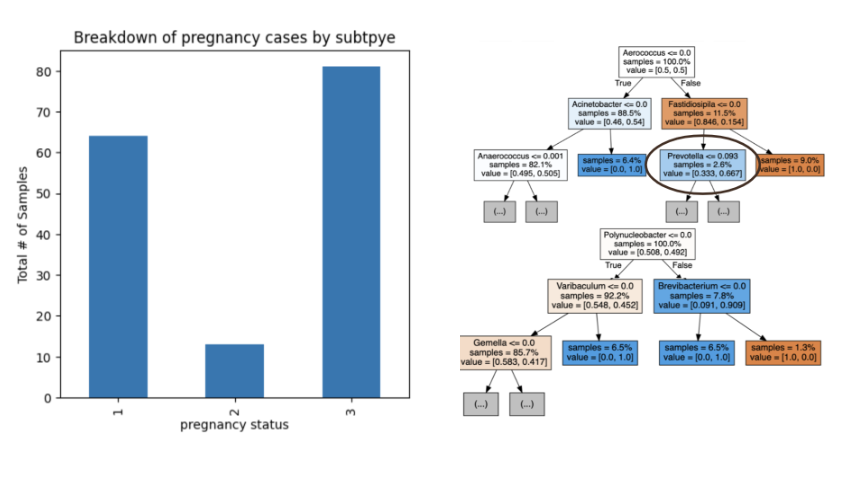 Breakdown of pregnancy cases by subtpye
Total # of Samples
80
70
60
50
40
30
20
10
0
1
2
3
pregnancy status
Aerococcus <= 0.0
samples = 100.0%
value = [0.5, 0.5]
True
False
Acinetobacter <= 0.0
samples = 88.5%
value = [0.46, 0.54]
Fastidiosipila <= 0.0
samples = 11.5%
value = [0.846, 0.154]
Anaerococcus <= 0.001
samples = 82.1%
value = [0.495, 0.505]
samples = 6.4%
value = [0.0, 1.0]
Prevotella <= 0.093
samples = 2.6%
value = [0.333, 0.667]
samples = 9.0%
value = [1.0, 0.0]
(...)
(...)
(...)
(...)
Polynucleobacter <= 0.0
samples = 100.0%
value = [0.508, 0.492]
True
False
Varibaculum <= 0.0
samples = 92.2%
value = [0.548, 0.452]
Brevibacterium <= 0.0
samples = 7.8%
value = [0.091, 0.909]
Gemella <= 0.0
samples = 85.7%
value = [0.583, 0.417]
samples = 6.5%
value = [0.0, 1.0]
samples = 6.5%
value = [0.0, 1.0]
samples = 1.3%
value = [1.0, 0.0]
(...)
(...)